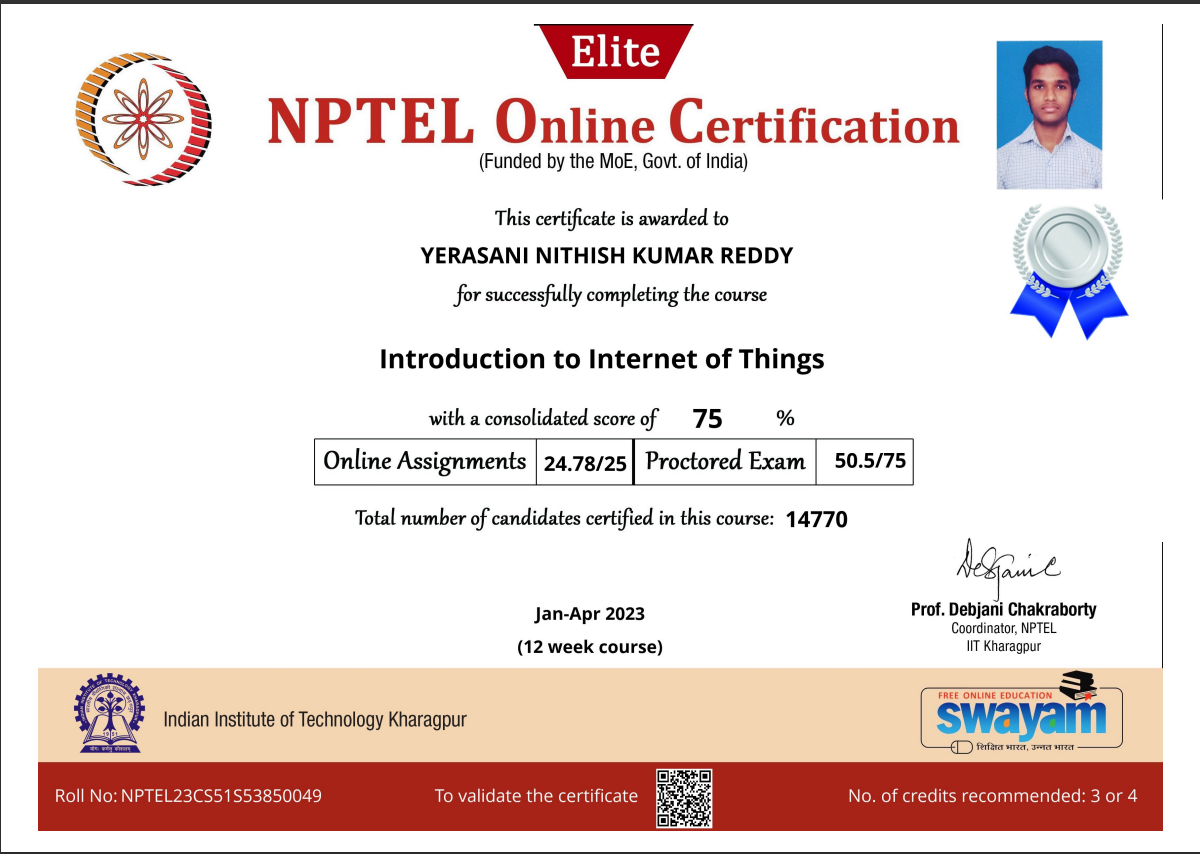 Elite
NPTEL Online Certification
(Funded by the MoE, Govt. of India)
This certificate is awarded to
YERASANI NITHISH KUMAR REDDY
for successfully completing the course
Introduction to Internet of Things
with a consolidated score of 75 %
Online Assignments 24.78/25 Proctored Exam 50.5/75
Total number of candidates certified in this course: 14770
Jan-Apr 2023
(12 week course)
Prof. Debjani Chakraborty
Coordinator, NPTEL
IIT Kharagpur
Indian Institute of Technology Kharagpur
FREE ONLINE EDUCATION
swayam
शिक्षित भारत, उन्नत भारत
Roll No: NPTEL23CS51S53850049
To validate the certificate
No. of credits recommended: 3 or 4